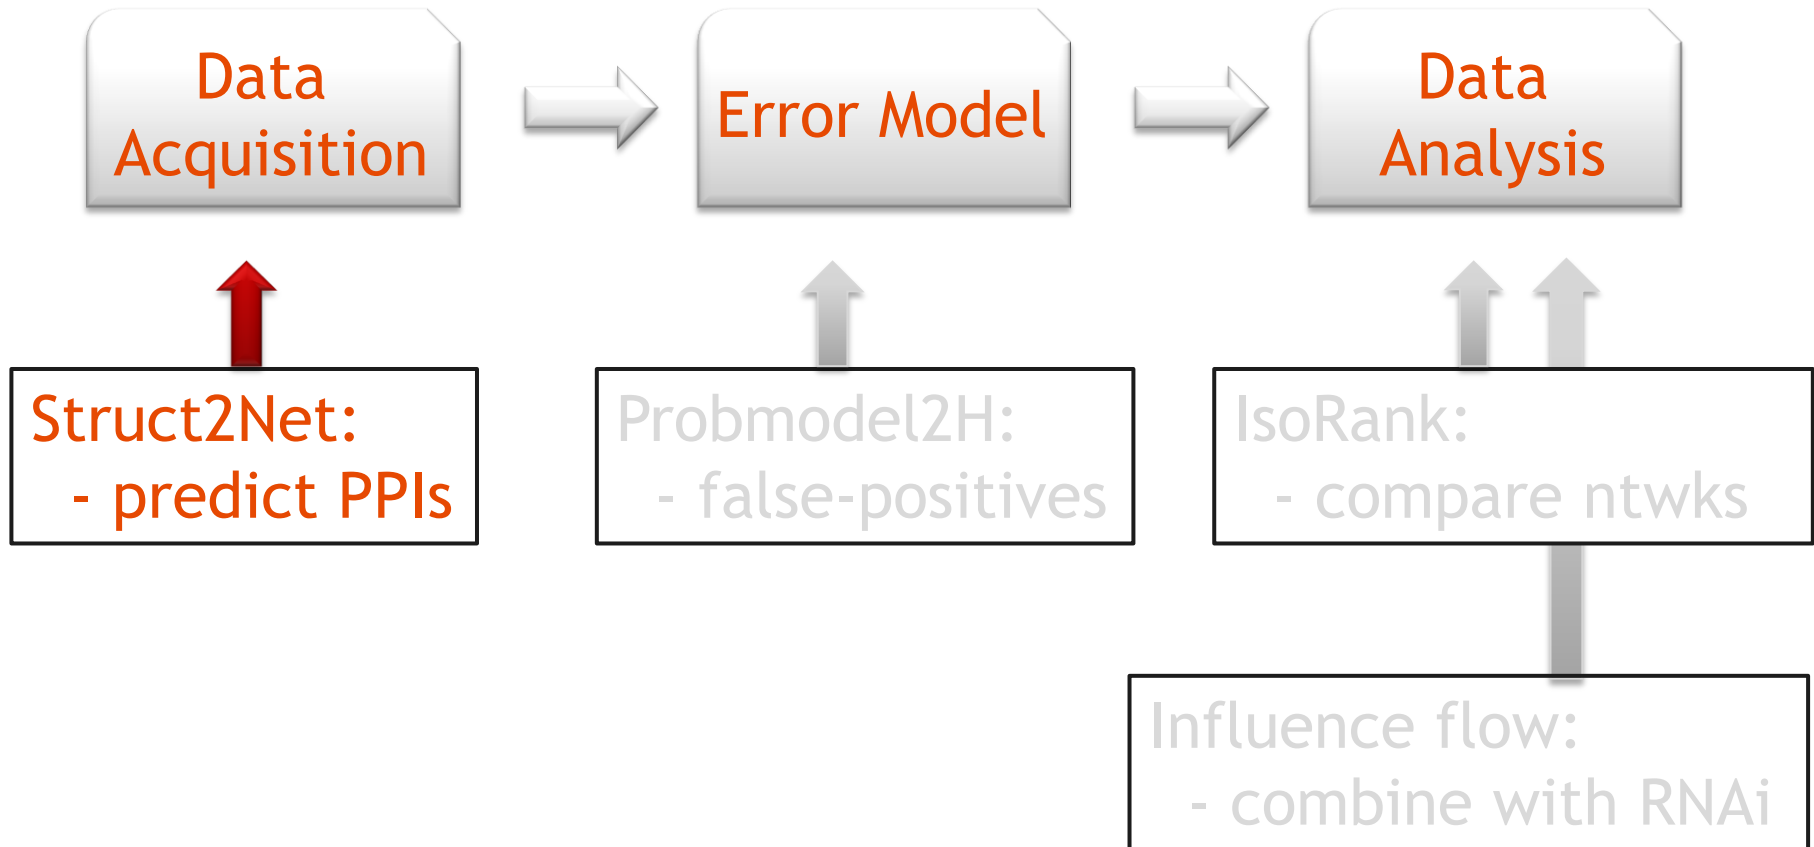 Data
Acquisition
Error Model
Data
Analysis
Struct2Net:
- predict PPIs
Probmodel2H:
- false-positives
IsoRank:
- compare ntwks
Influence flow:
- combine with RNAi